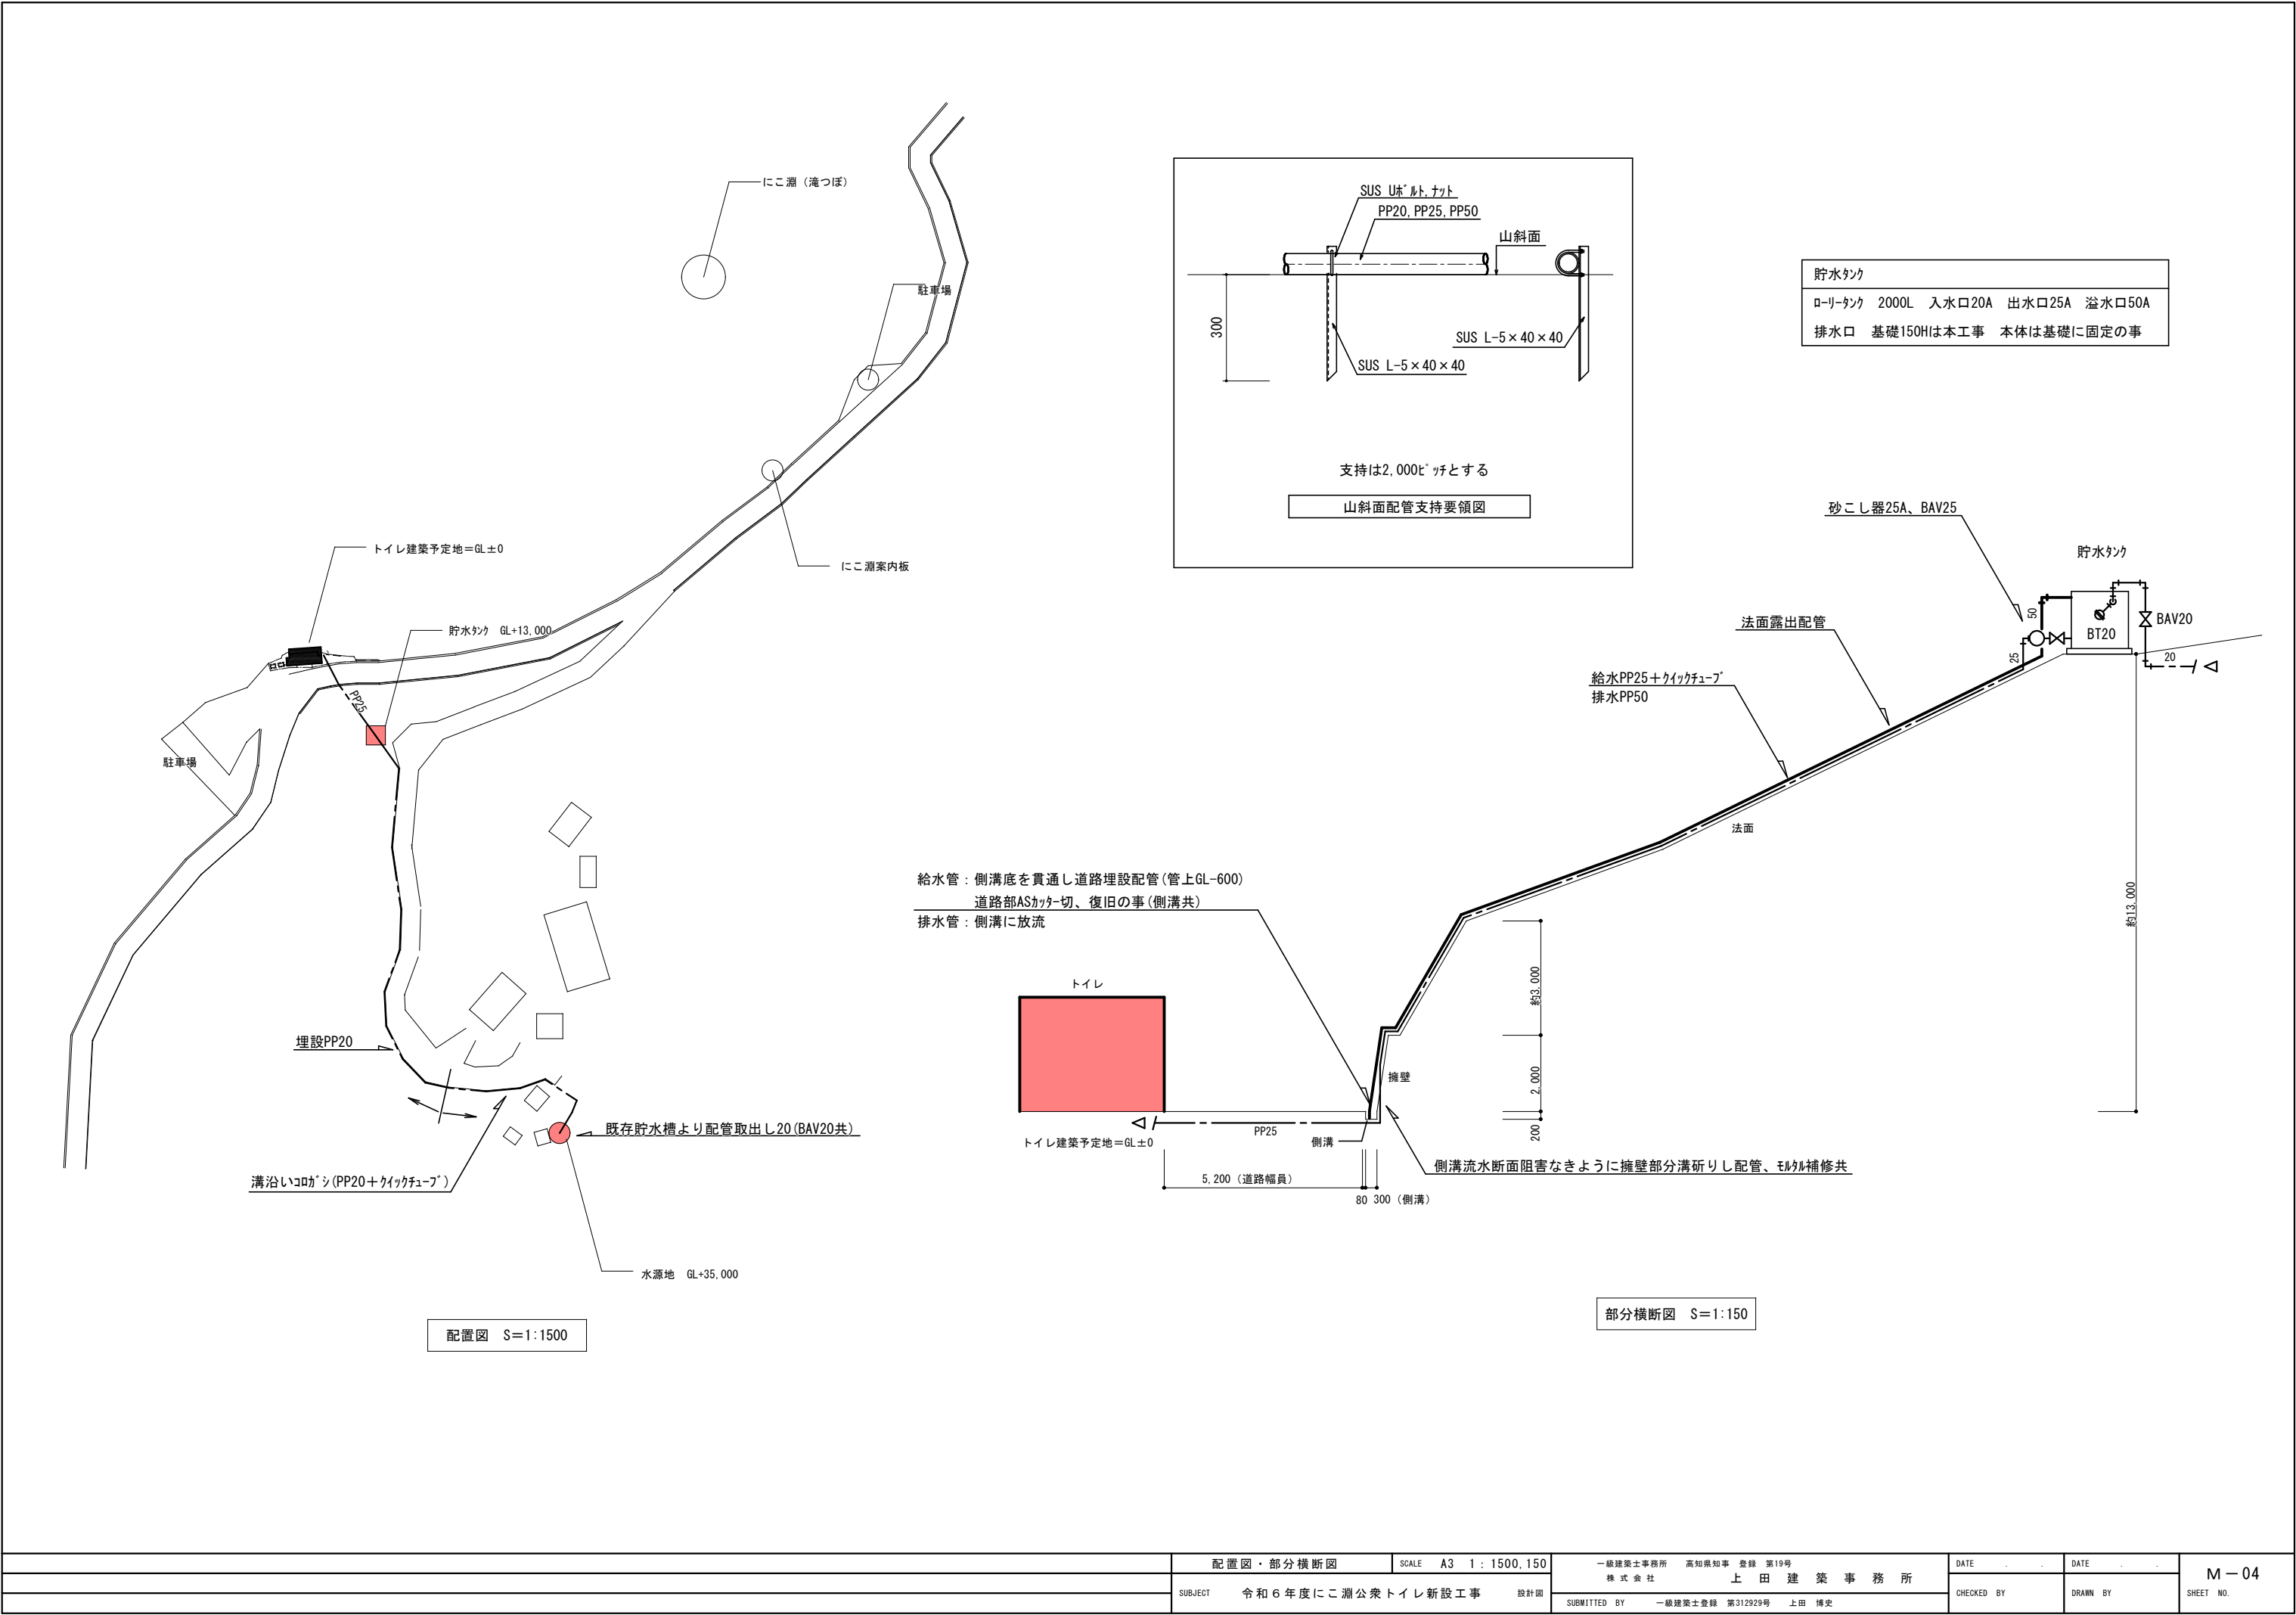 にこ淵（滝つぼ）
駐車場
にこ淵案内板
トイレ建築予定地＝GL±0
貯水ﾀﾝｸ　GL+13,000
PP25
駐車場
埋設PP20
既存貯水槽より配管取出し20(BAV20共)
溝沿いｺﾛｶﾞｼ(PP20＋ｸｲｯｸﾁｭｰﾌﾞ)
水源地　GL+35,000
配置図　S＝1:1500
SUS Uﾎﾞﾙﾄ,ﾅｯﾄ
PP20,PP25,PP50
山斜面
300
SUS L-5×40×40
SUS L-5×40×40
支持は2,000ﾋﾟｯﾁとする
山斜面配管支持要領図
貯水ﾀﾝｸ
ﾛｰﾘｰﾀﾝｸ　2000L　入水口20A　出水口25A　溢水口50A
排水口　基礎150Hは本工事　本体は基礎に固定の事
砂こし器25A、BAV25
貯水ﾀﾝｸ
50
BT20
BAV20
25
20
法面露出配管
給水PP25＋ｸｲｯｸﾁｭｰﾌﾞ
排水PP50
法面
約13,000
給水管：側溝底を貫通し道路埋設配管(管上GL-600)
道路部ASｶｯﾀｰ切、復旧の事(側溝共)
排水管：側溝に放流
約3,000
2,000
200
トイレ
擁壁
PP25
トイレ建築予定地＝GL±0
側溝
側溝流水断面阻害なきように擁壁部分溝斫りし配管、ﾓﾙﾀﾙ補修共
5,200（道路幅員）
80 300（側溝）
部分横断図　S＝1:150
配置図・部分横断図
SCALE A3 1：1500,150
SUBJECT 令和６年度にこ淵公衆トイレ新設工事 設計図
一級建築士事務所　高知県知事　登録　第19号
株式会社　上田建築事務所
SUBMITTED BY 一級建築士登録　第312929号　上田　博史
DATE . .
DATE . .
CHECKED BY
DRAWN BY
M－04
SHEET NO.